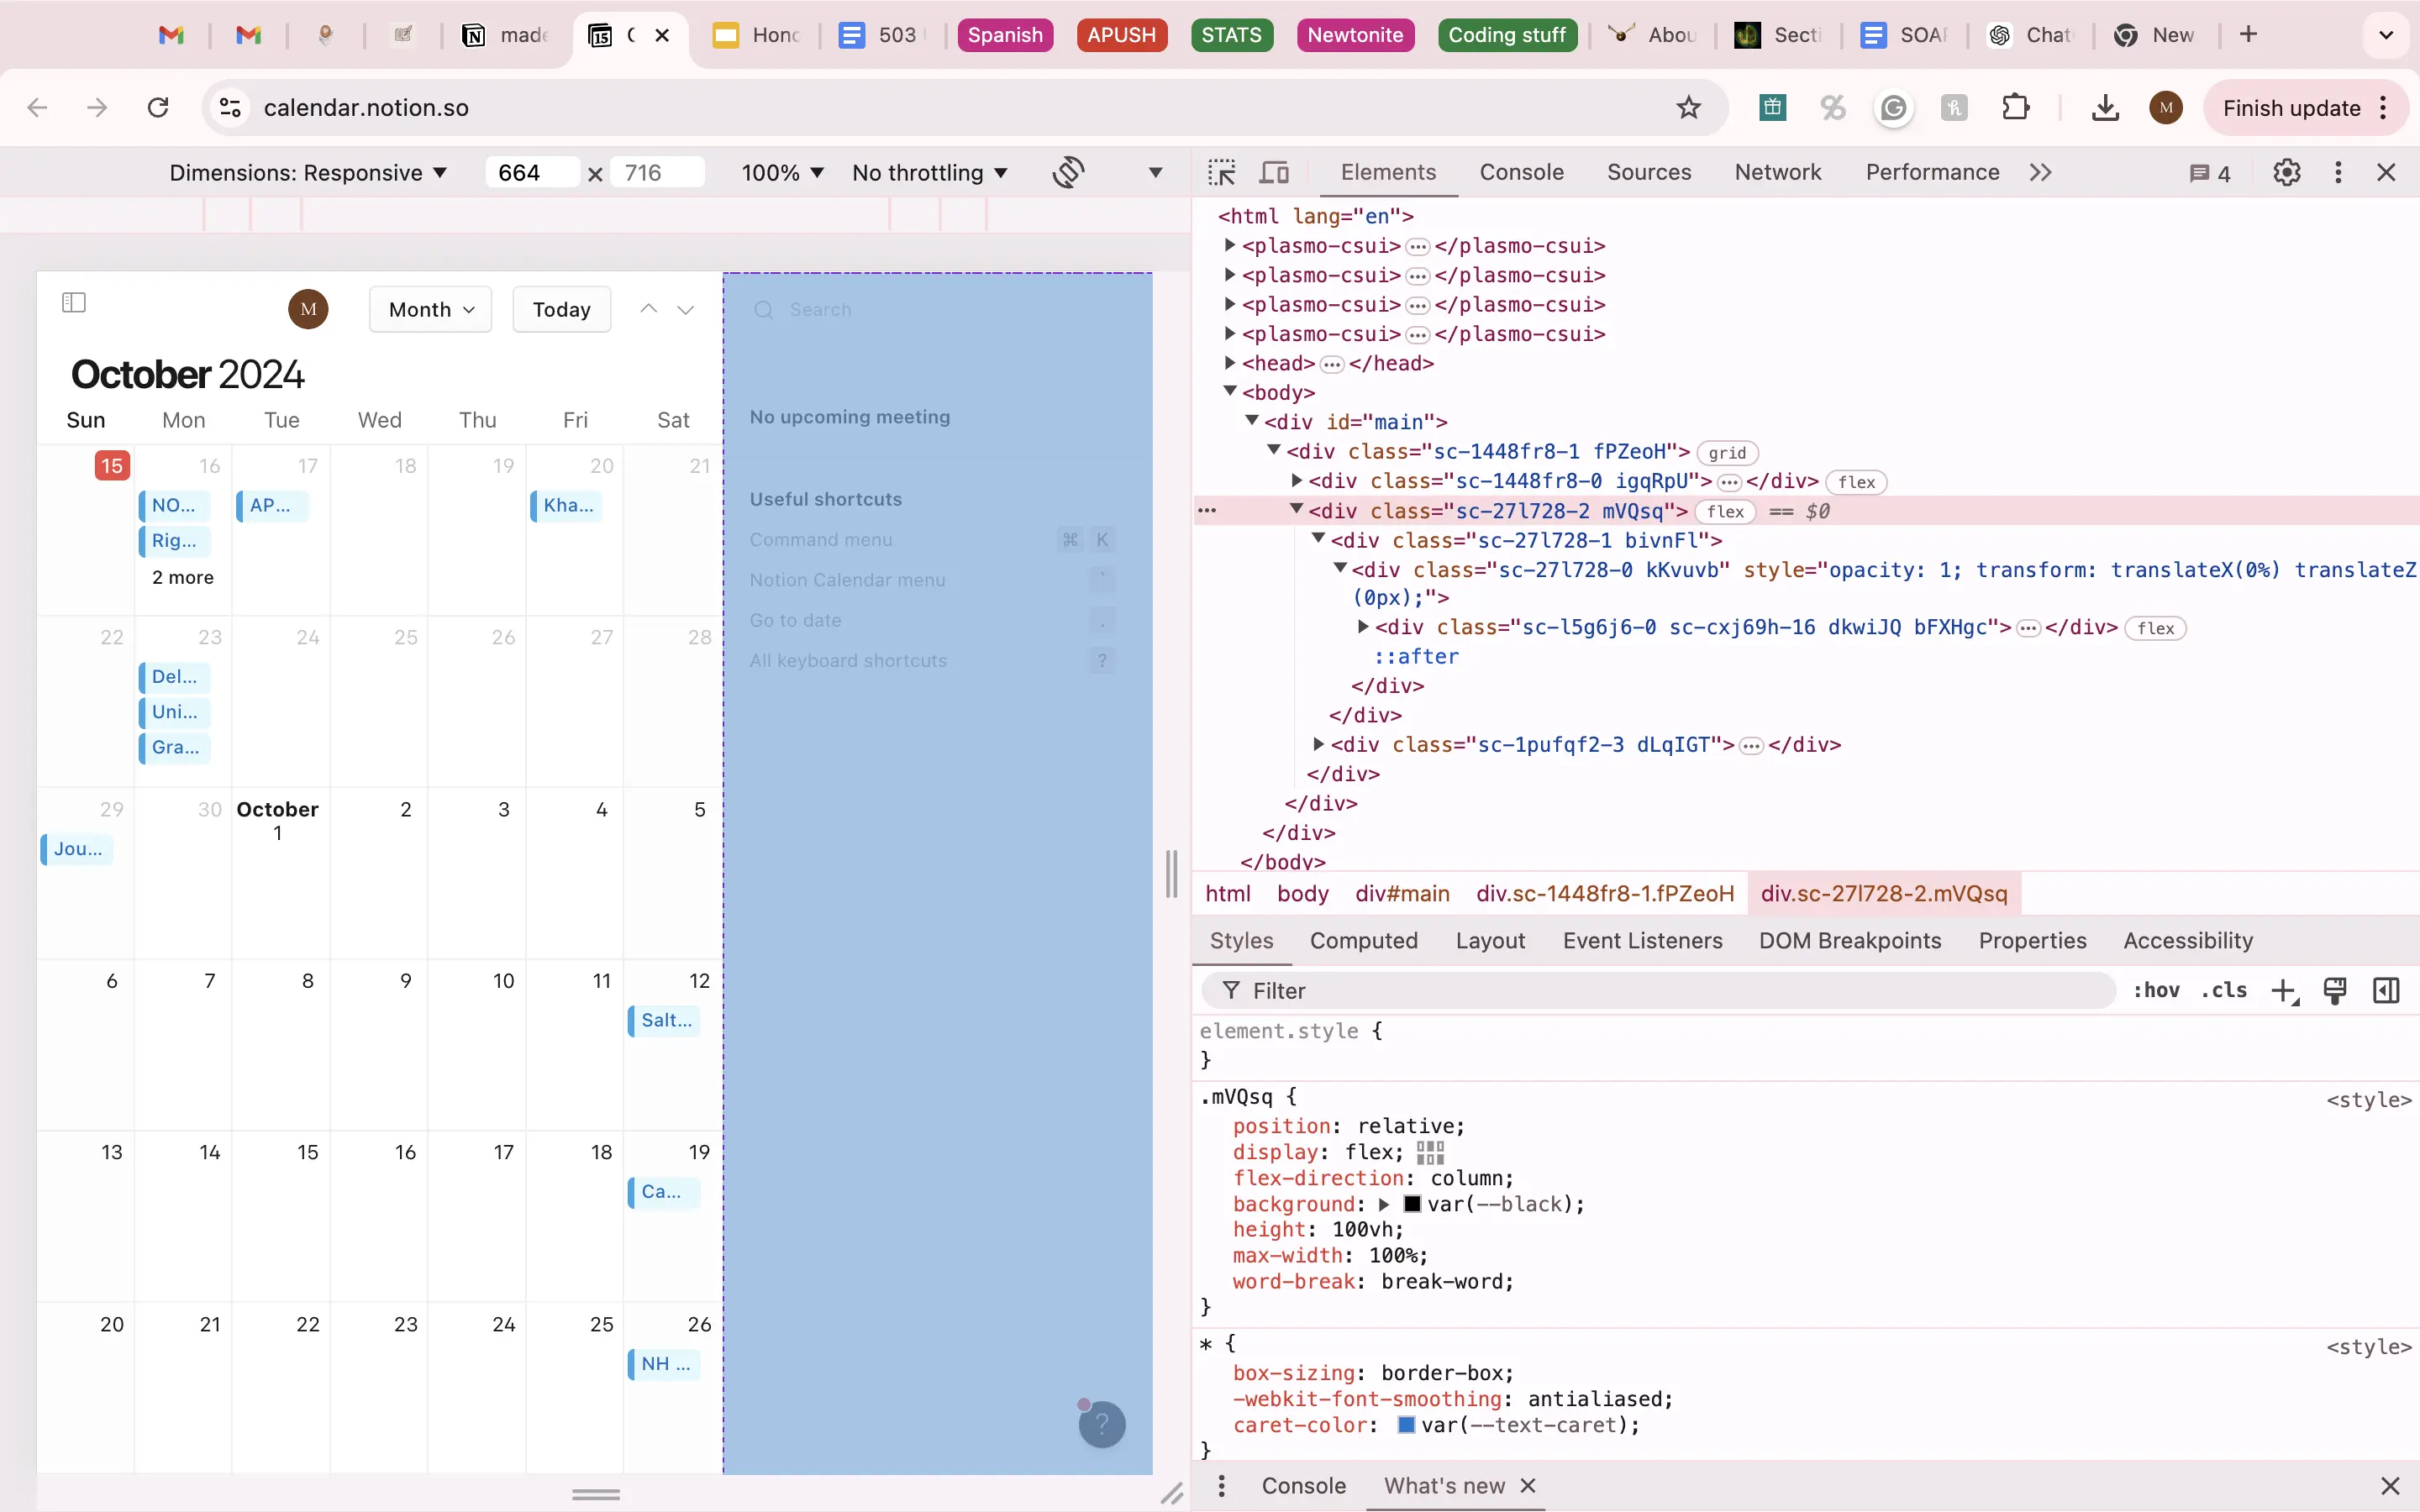 made
Hono
503
Spanish
APUSH
STATS
Newtonite
Coding stuff
Abou
Secti
SOAP
Chat
New
calendar.notion.so
M
Finish update
Dimensions: Responsive
664 × 716
100%
No throttling
Elements
Console
Sources
Network
Performance
4
M
Month
Today
Search
October 2024
Sun Mon Tue Wed Thu Fri Sat
15 16 17 18 19 20 21
NO... AP... Kha...
Rig...
2 more
22 23 24 25 26 27 28
Del...
Uni...
Gra...
29 30 October 1 2 3 4 5
Jou...
6 7 8 9 10 11 12
Salt...
13 14 15 16 17 18 19
Ca...
20 21 22 23 24 25 26
NH ...
No upcoming meeting
Useful shortcuts
Command menu ⌘ K
Notion Calendar menu `
Go to date .
All keyboard shortcuts ?
?
<html lang="en">
<plasmo-csui>…</plasmo-csui>
<plasmo-csui>…</plasmo-csui>
<plasmo-csui>…</plasmo-csui>
<plasmo-csui>…</plasmo-csui>
<head>…</head>
<body>
<div id="main">
<div class="sc-1448fr8-1 fPZeoH"> grid
<div class="sc-1448fr8-0 igqRpU">…</div> flex
… <div class="sc-27l728-2 mVQsq"> flex == $0
<div class="sc-27l728-1 bivnFl">
<div class="sc-27l728-0 kKvuvb" style="opacity: 1; transform: translateX(0%) translateZ
(0px);">
<div class="sc-l5g6j6-0 sc-cxj69h-16 dkwiJQ bFXHgc">…</div> flex
::after
</div>
</div>
<div class="sc-1pufqf2-3 dLqIGT">…</div>
</div>
</div>
</div>
</body>
html body div#main div.sc-1448fr8-1.fPZeoH div.sc-27l728-2.mVQsq
Styles Computed Layout Event Listeners DOM Breakpoints Properties Accessibility
Filter :hov .cls
element.style {
}
.mVQsq { <style>
position: relative;
display: flex;
flex-direction: column;
background: var(--black);
height: 100vh;
max-width: 100%;
word-break: break-word;
}
* { <style>
box-sizing: border-box;
-webkit-font-smoothing: antialiased;
caret-color: var(--text-caret);
}
Console What's new